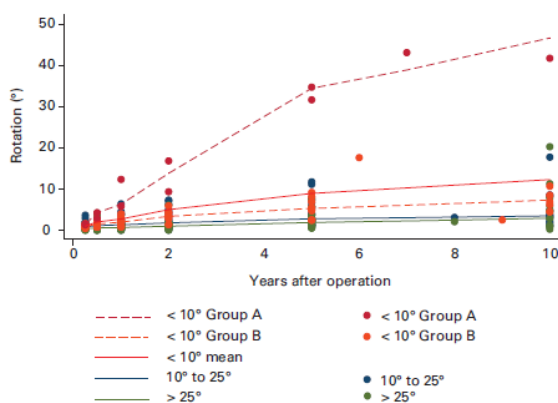 50
40
30
20
10
0
Rotation (°)
0 2 4 6 8 10
Years after operation
< 10° Group A
< 10° Group B
< 10° mean
10° to 25°
> 25°
< 10° Group A
< 10° Group B
10° to 25°
> 25°